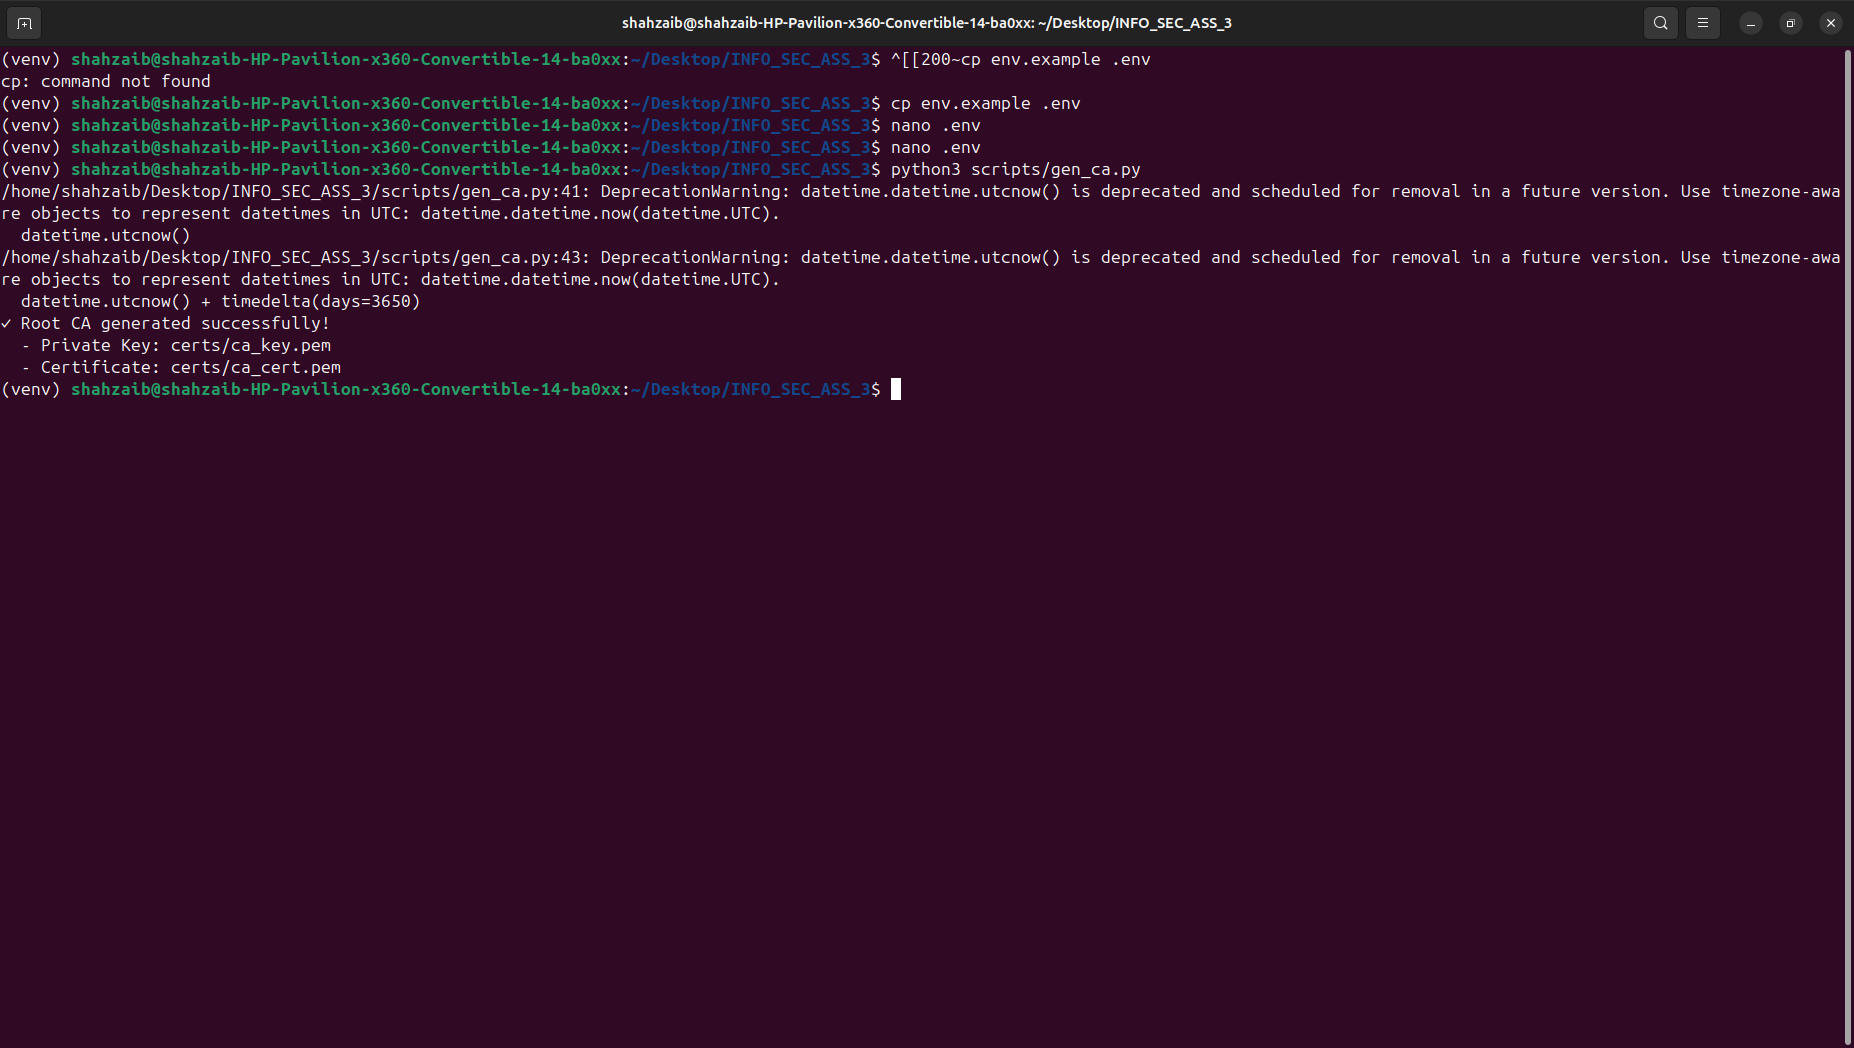 shahzaib@shahzaib-HP-Pavilion-x360-Convertible-14-ba0xx: ~/Desktop/INFO_SEC_ASS_3
(venv) shahzaib@shahzaib-HP-Pavilion-x360-Convertible-14-ba0xx:~/Desktop/INFO_SEC_ASS_3$ ^[[200~cp env.example .env
cp: command not found
(venv) shahzaib@shahzaib-HP-Pavilion-x360-Convertible-14-ba0xx:~/Desktop/INFO_SEC_ASS_3$ cp env.example .env
(venv) shahzaib@shahzaib-HP-Pavilion-x360-Convertible-14-ba0xx:~/Desktop/INFO_SEC_ASS_3$ nano .env
(venv) shahzaib@shahzaib-HP-Pavilion-x360-Convertible-14-ba0xx:~/Desktop/INFO_SEC_ASS_3$ nano .env
(venv) shahzaib@shahzaib-HP-Pavilion-x360-Convertible-14-ba0xx:~/Desktop/INFO_SEC_ASS_3$ python3 scripts/gen_ca.py
/home/shahzaib/Desktop/INFO_SEC_ASS_3/scripts/gen_ca.py:41: DeprecationWarning: datetime.datetime.utcnow() is deprecated and scheduled for removal in a future version. Use timezone-awa
re objects to represent datetimes in UTC: datetime.datetime.now(datetime.UTC).
  datetime.utcnow()
/home/shahzaib/Desktop/INFO_SEC_ASS_3/scripts/gen_ca.py:43: DeprecationWarning: datetime.datetime.utcnow() is deprecated and scheduled for removal in a future version. Use timezone-awa
re objects to represent datetimes in UTC: datetime.datetime.now(datetime.UTC).
  datetime.utcnow() + timedelta(days=3650)
✓ Root CA generated successfully!
  - Private Key: certs/ca_key.pem
  - Certificate: certs/ca_cert.pem
(venv) shahzaib@shahzaib-HP-Pavilion-x360-Convertible-14-ba0xx:~/Desktop/INFO_SEC_ASS_3$